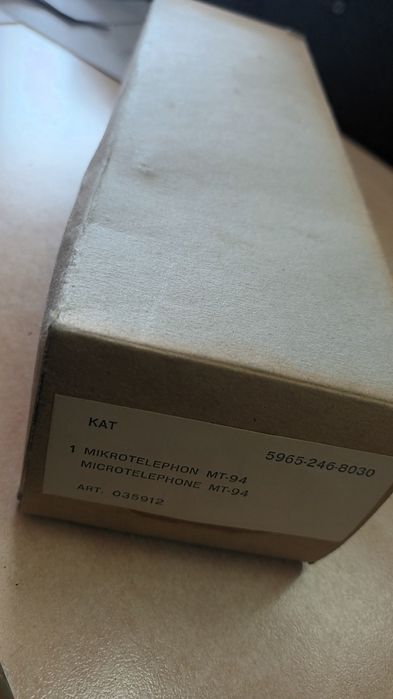 KAT
5965-246-8030
1 MIKROTELEPHON MT-94
MICROTELEPHONE MT-94
ART. 035912